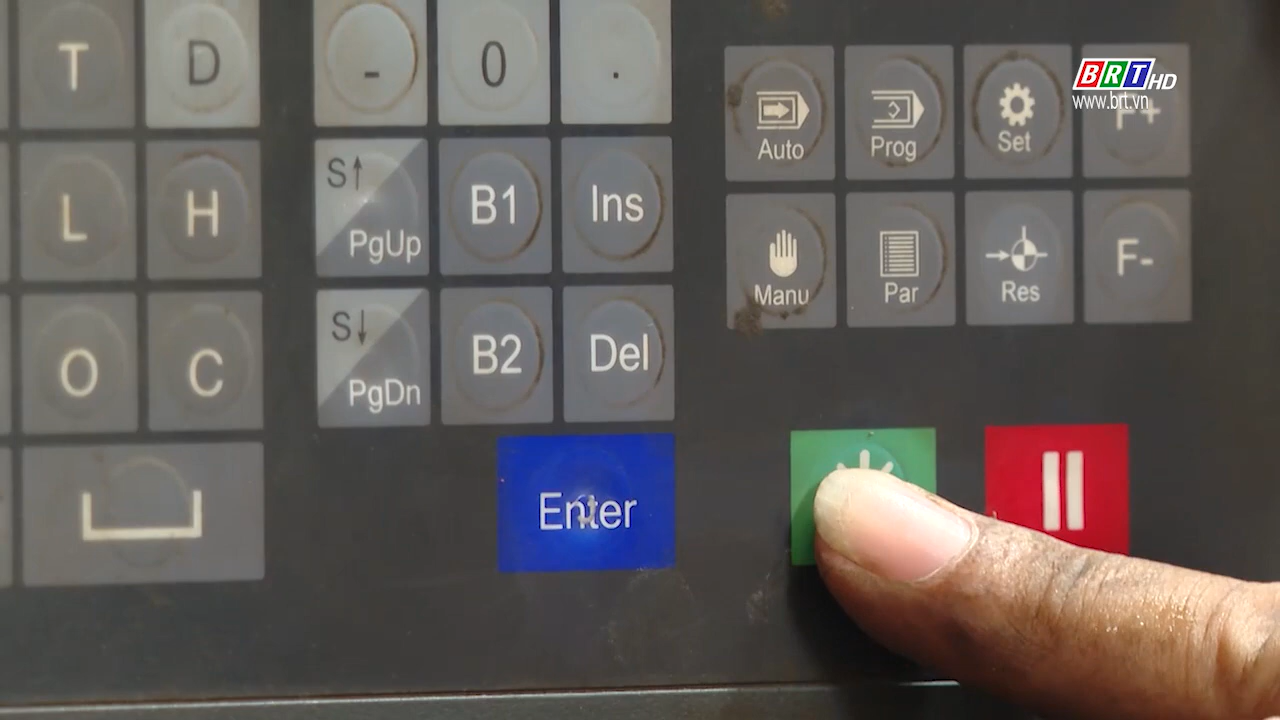 T D - 0 .
BRT HD
www.brt.vn
Auto Prog Set F+
L H S↑ PgUp B1 Ins
Manu Par Res F-
O C S↓ PgDn B2 Del
Enter